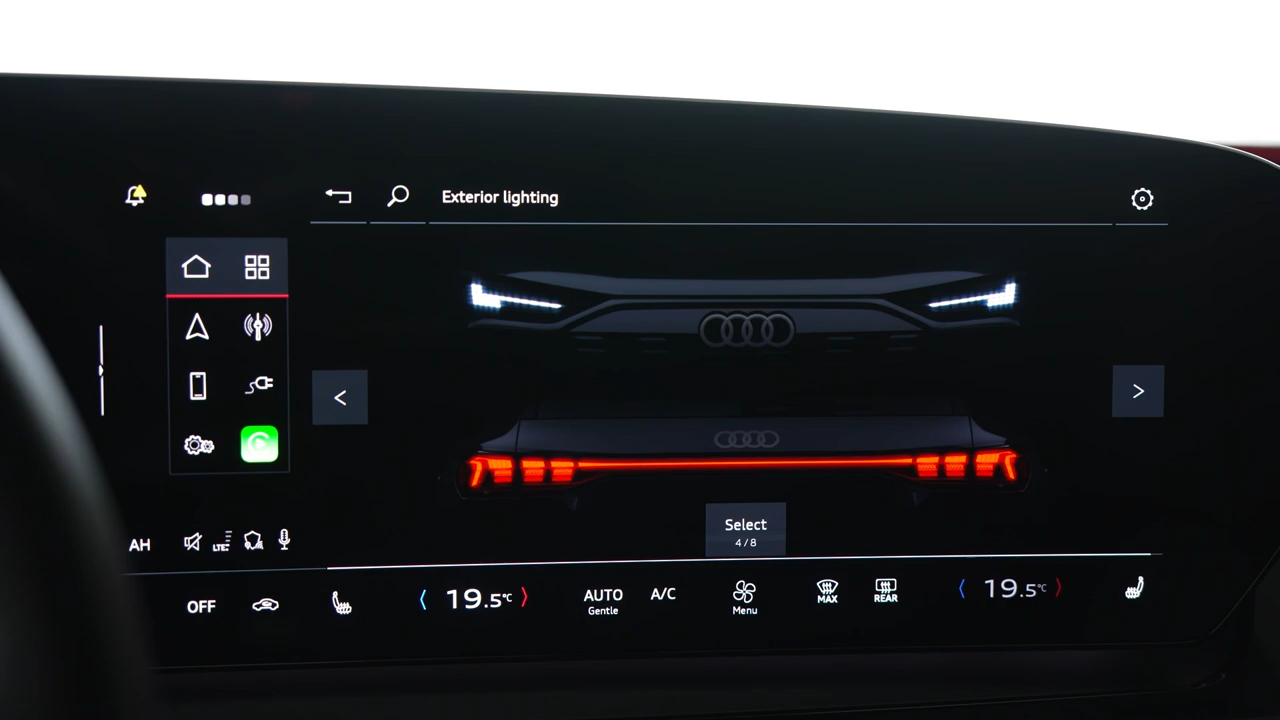 Exterior lighting
<
>
Select
4/8
AH
LTE
OFF
19.5°C
AUTO
Gentle
A/C
Menu
MAX
REAR
19.5°C